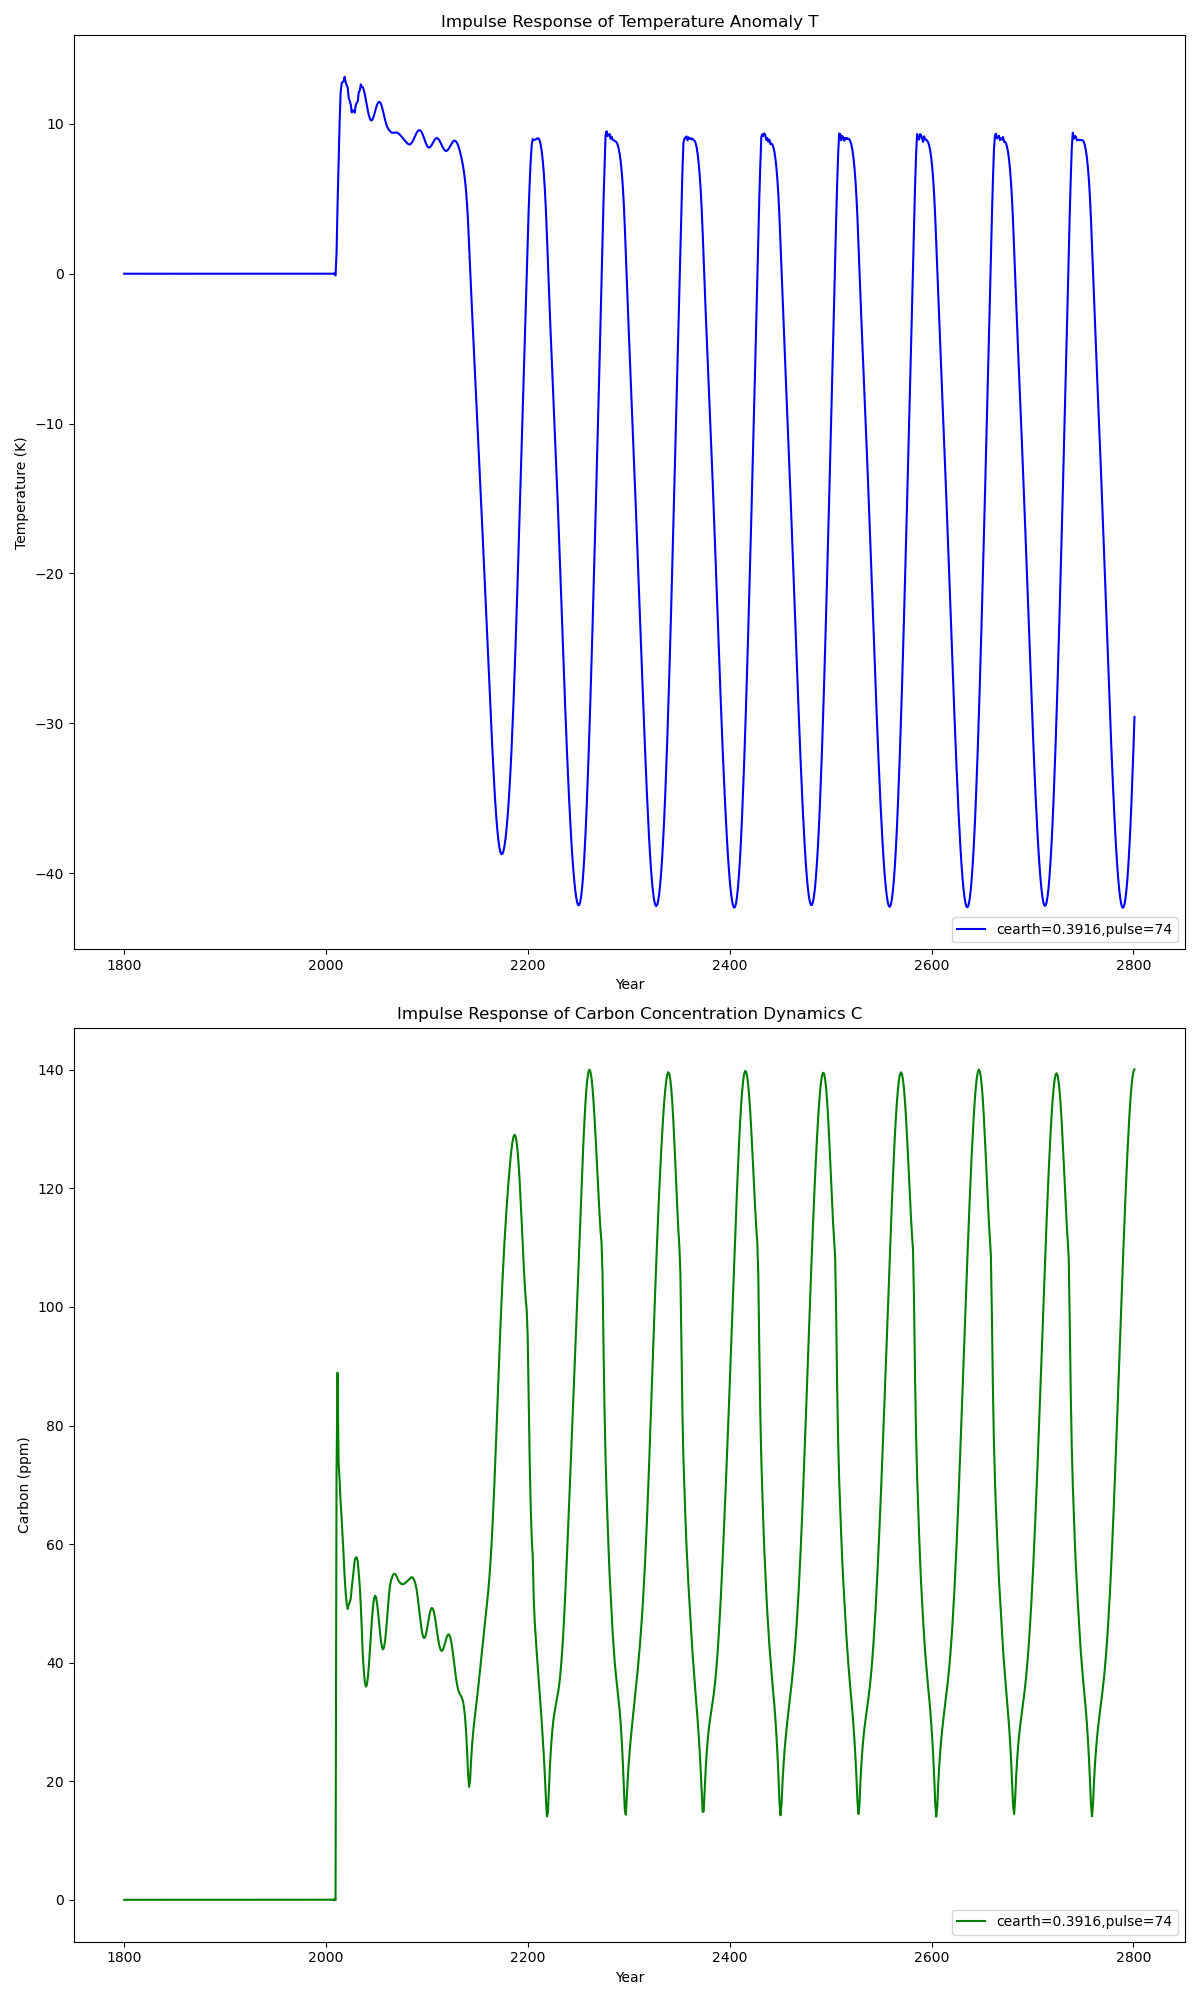 Impulse Response of Temperature Anomaly T
10
0
−10
−20
−30
−40
Temperature (K)
cearth=0.3916,pulse=74
1800 2000 2200 2400 2600 2800
Year
Impulse Response of Carbon Concentration Dynamics C
140
120
100
80
60
40
20
0
Carbon (ppm)
cearth=0.3916,pulse=74
1800 2000 2200 2400 2600 2800
Year